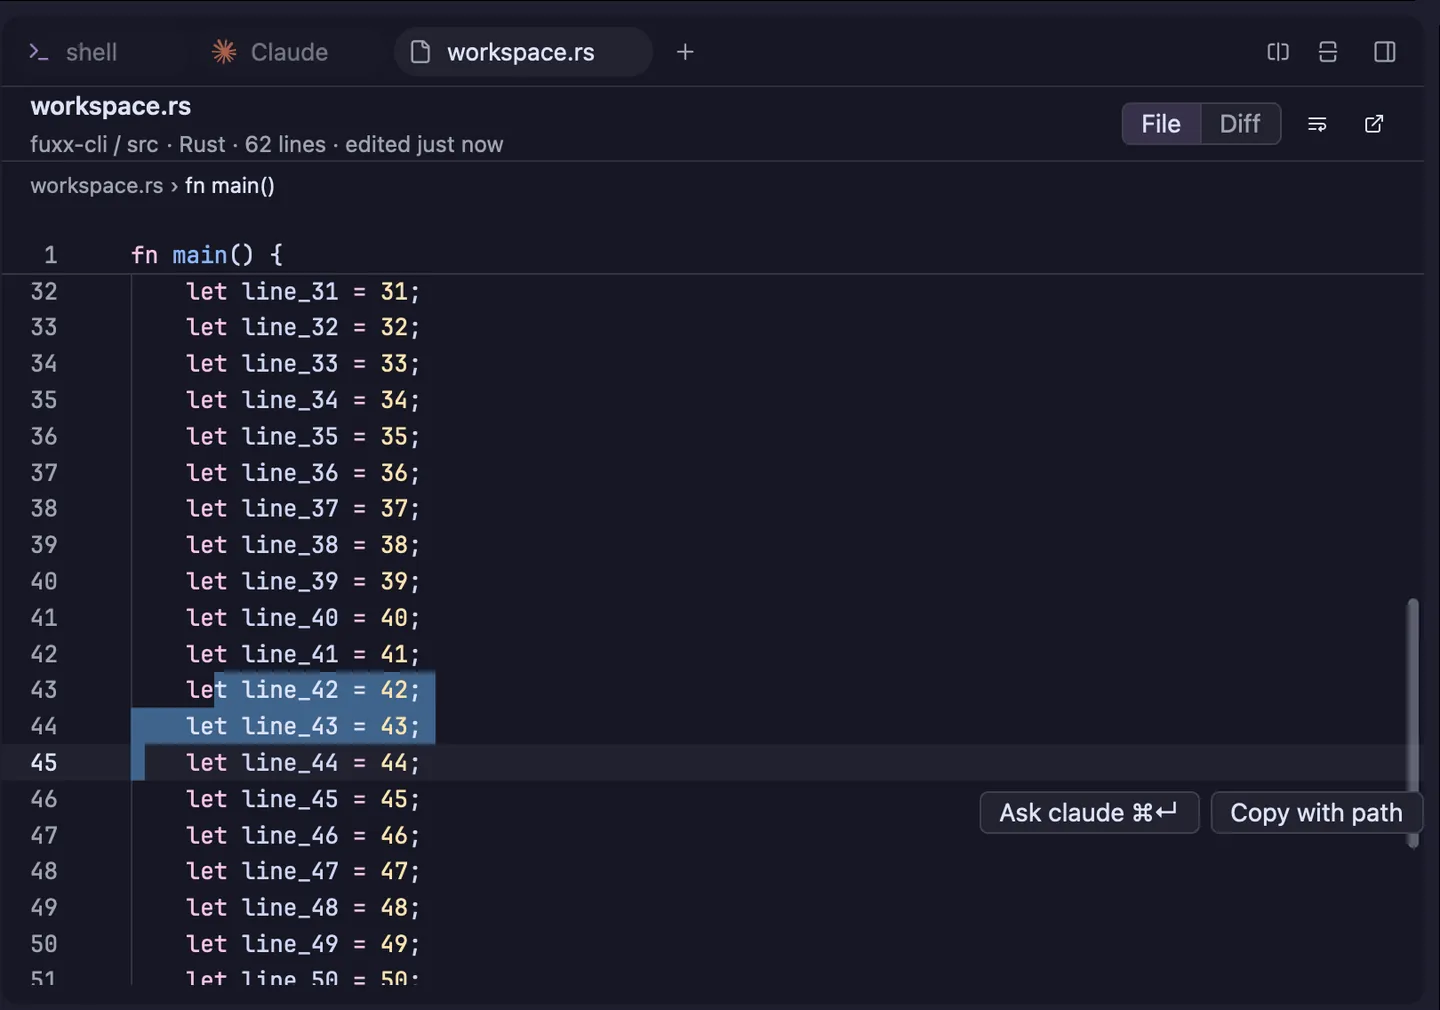 shell Claude workspace.rs +
workspace.rs
fuxx-cli / src · Rust · 62 lines · edited just now
File Diff
workspace.rs › fn main()
1 fn main() {
32 let line_31 = 31;
33 let line_32 = 32;
34 let line_33 = 33;
35 let line_34 = 34;
36 let line_35 = 35;
37 let line_36 = 36;
38 let line_37 = 37;
39 let line_38 = 38;
40 let line_39 = 39;
41 let line_40 = 40;
42 let line_41 = 41;
43 let line_42 = 42;
44 let line_43 = 43;
45 let line_44 = 44;
46 let line_45 = 45;
Ask claude ⌘↵ Copy with path
47 let line_46 = 46;
48 let line_47 = 47;
49 let line_48 = 48;
50 let line_49 = 49;
51 let line_50 = 50;